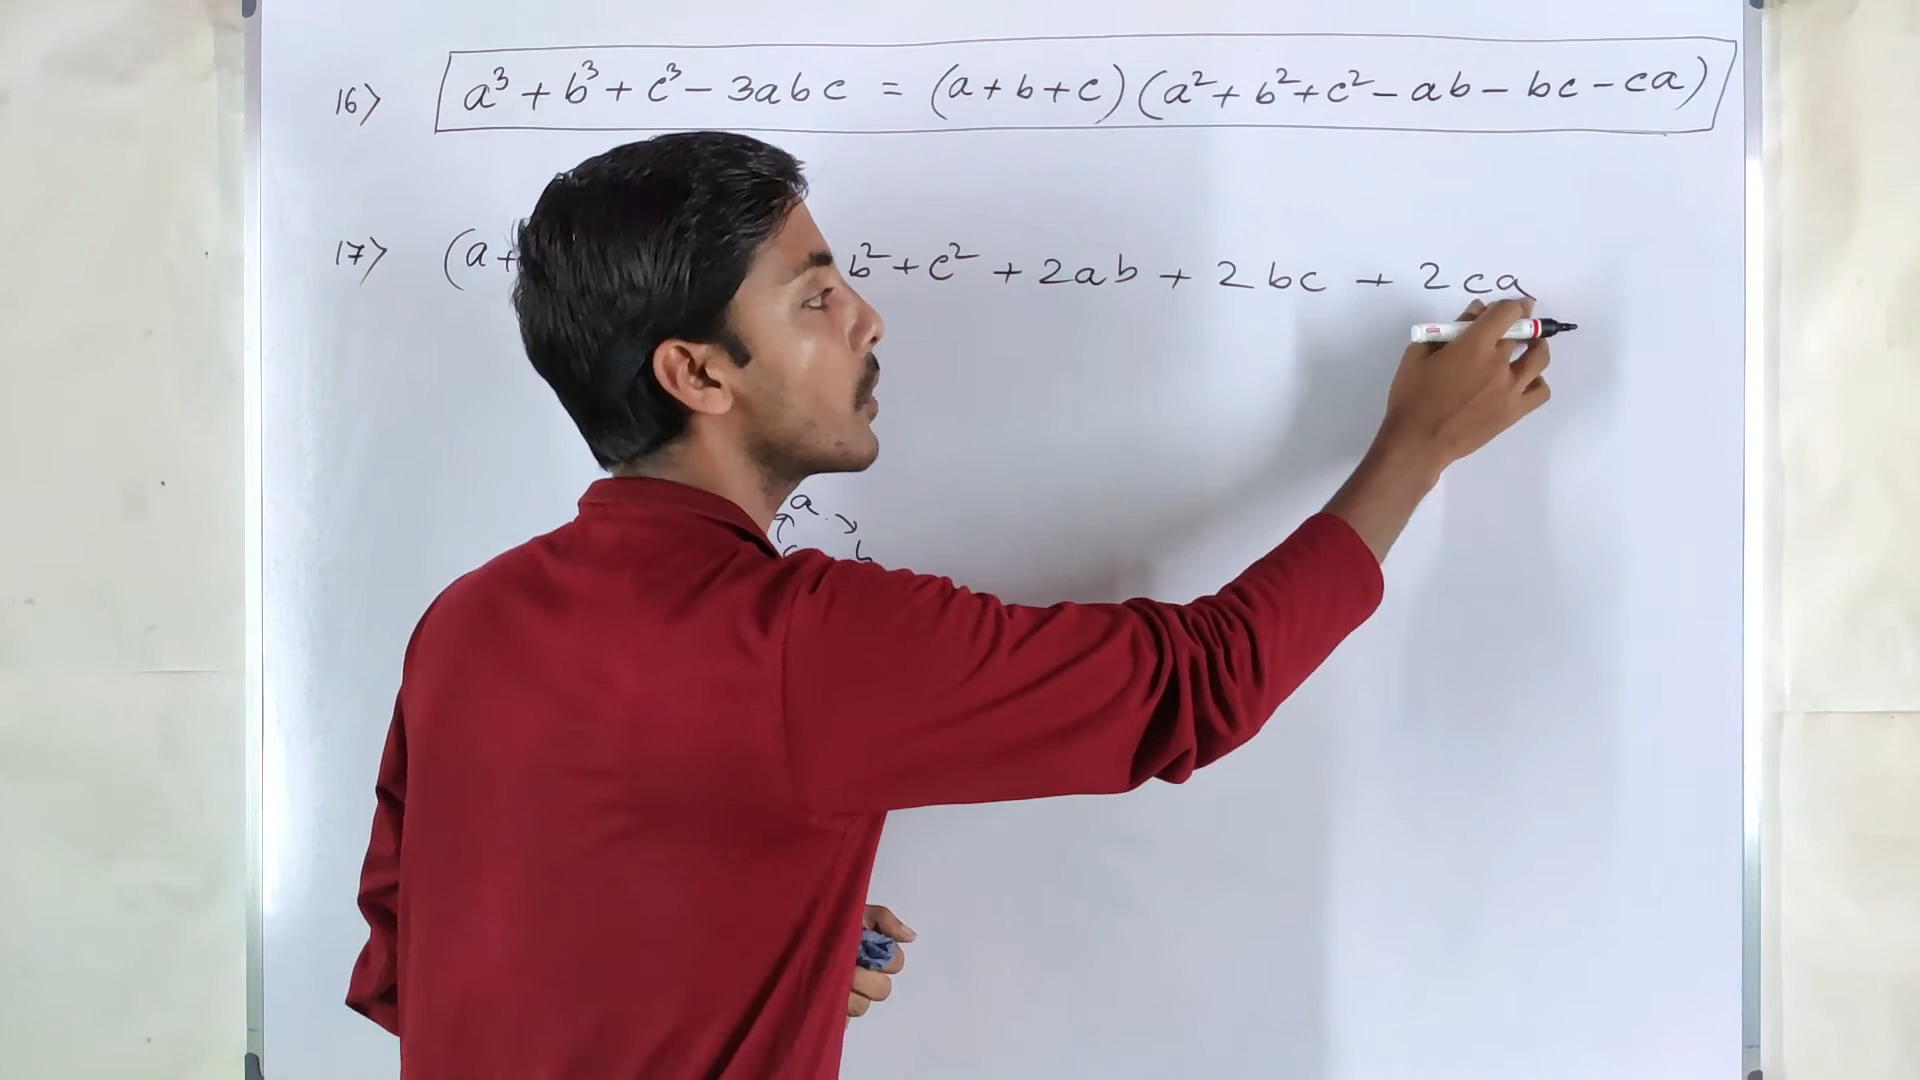 16) a³ + b³ + c³ - 3abc = (a + b + c) (a² + b² + c² - ab - bc - ca)
17) (a + b² + c² + 2ab + 2bc + 2ca
a
c b